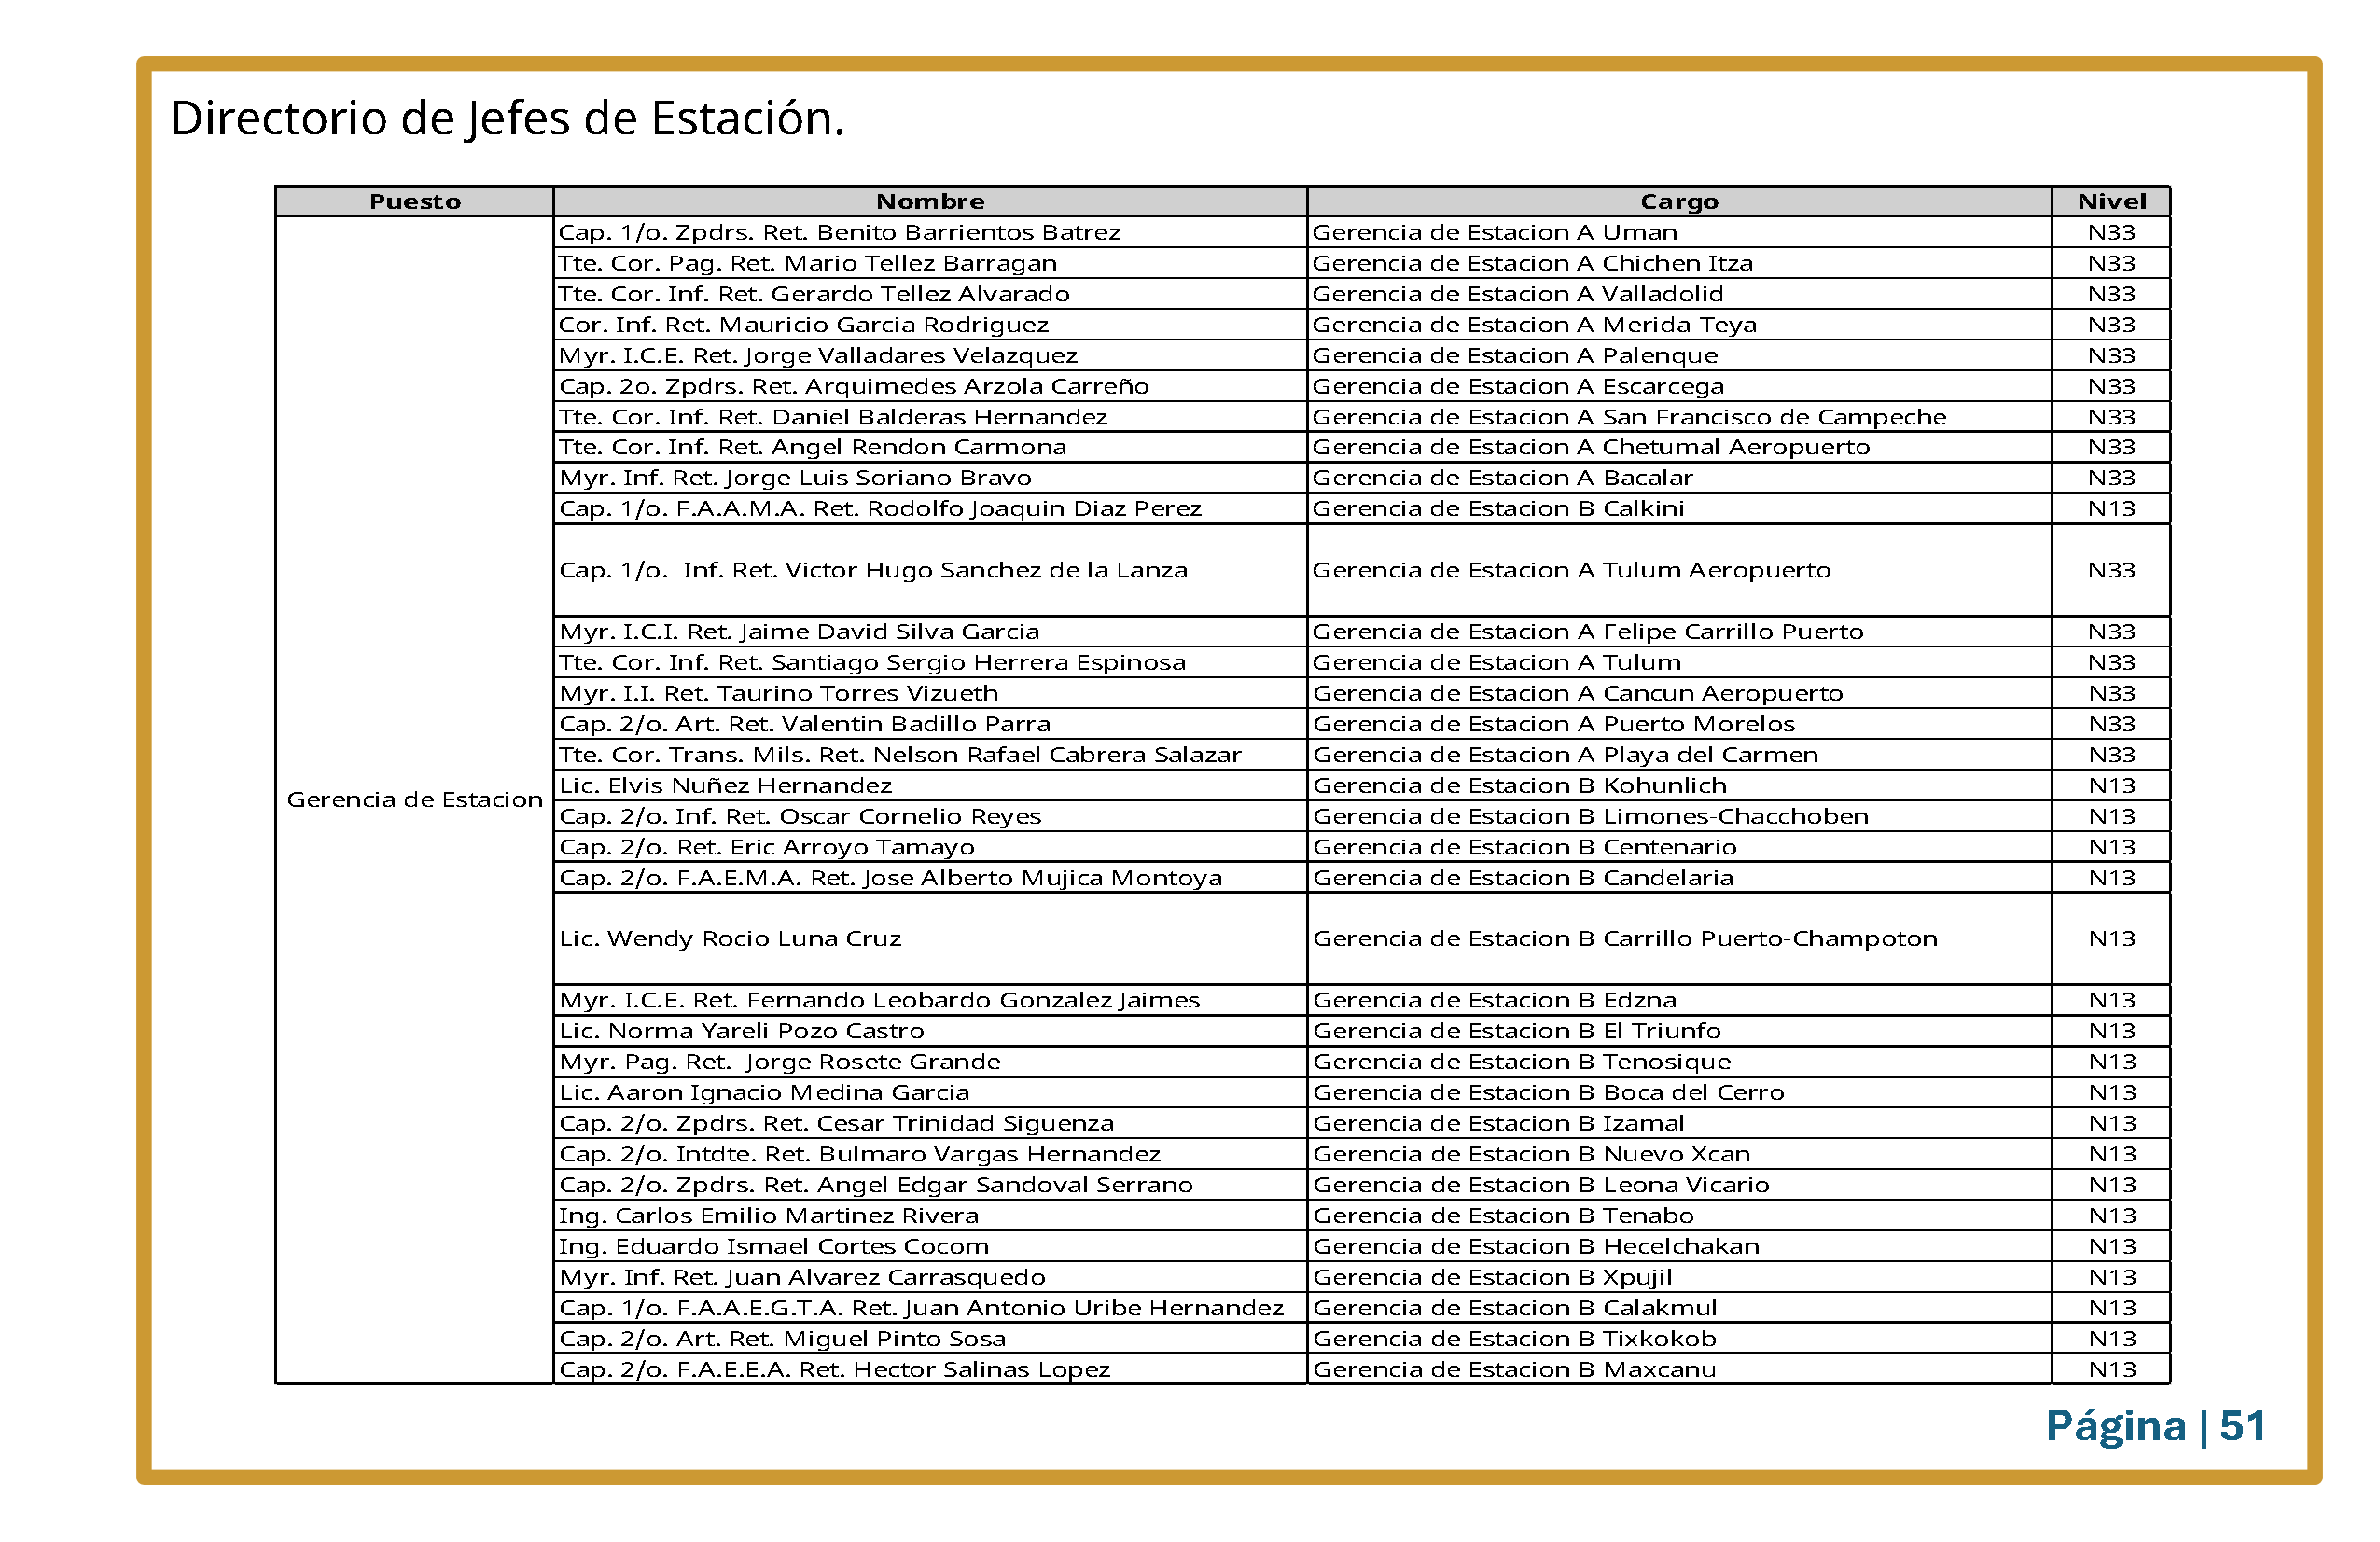 Directorio de Jefes de Estación.
Puesto Nombre Cargo Nivel
Cap. 1/o. Zpdrs. Ret. Benito Barrientos Batrez Gerencia de Estacion A Uman N33
Tte. Cor. Pag. Ret. Mario Tellez Barragan Gerencia de Estacion A Chichen Itza N33
Tte. Cor. Inf. Ret. Gerardo Tellez Alvarado Gerencia de Estacion A Valladolid N33
Cor. Inf. Ret. Mauricio Garcia Rodriguez Gerencia de Estacion A Merida-Teya N33
Myr. I.C.E. Ret. Jorge Valladares Velazquez Gerencia de Estacion A Palenque N33
Cap. 2o. Zpdrs. Ret. Arquimedes Arzola Carreño Gerencia de Estacion A Escarcega N33
Tte. Cor. Inf. Ret. Daniel Balderas Hernandez Gerencia de Estacion A San Francisco de Campeche N33
Tte. Cor. Inf. Ret. Angel Rendon Carmona Gerencia de Estacion A Chetumal Aeropuerto N33
Myr. Inf. Ret. Jorge Luis Soriano Bravo Gerencia de Estacion A Bacalar N33
Cap. 1/o. F.A.A.M.A. Ret. Rodolfo Joaquin Diaz Perez Gerencia de Estacion B Calkini N13
Cap. 1/o. Inf. Ret. Victor Hugo Sanchez de la Lanza Gerencia de Estacion A Tulum Aeropuerto N33
Myr. I.C.I. Ret. Jaime David Silva Garcia Gerencia de Estacion A Felipe Carrillo Puerto N33
Tte. Cor. Inf. Ret. Santiago Sergio Herrera Espinosa Gerencia de Estacion A Tulum N33
Myr. I.I. Ret. Taurino Torres Vizueth Gerencia de Estacion A Cancun Aeropuerto N33
Cap. 2/o. Art. Ret. Valentin Badillo Parra Gerencia de Estacion A Puerto Morelos N33
Tte. Cor. Trans. Mils. Ret. Nelson Rafael Cabrera Salazar Gerencia de Estacion A Playa del Carmen N33
Lic. Elvis Nuñez Hernandez Gerencia de Estacion B Kohunlich N13
Gerencia de Estacion
Cap. 2/o. Inf. Ret. Oscar Cornelio Reyes Gerencia de Estacion B Limones-Chacchoben N13
Cap. 2/o. Ret. Eric Arroyo Tamayo Gerencia de Estacion B Centenario N13
Cap. 2/o. F.A.E.M.A. Ret. Jose Alberto Mujica Montoya Gerencia de Estacion B Candelaria N13
Lic. Wendy Rocio Luna Cruz Gerencia de Estacion B Carrillo Puerto-Champoton N13
Myr. I.C.E. Ret. Fernando Leobardo Gonzalez Jaimes Gerencia de Estacion B Edzna N13
Lic. Norma Yareli Pozo Castro Gerencia de Estacion B El Triunfo N13
Myr. Pag. Ret. Jorge Rosete Grande Gerencia de Estacion B Tenosique N13
Lic. Aaron Ignacio Medina Garcia Gerencia de Estacion B Boca del Cerro N13
Cap. 2/o. Zpdrs. Ret. Cesar Trinidad Siguenza Gerencia de Estacion B Izamal N13
Cap. 2/o. Intdte. Ret. Bulmaro Vargas Hernandez Gerencia de Estacion B Nuevo Xcan N13
Cap. 2/o. Zpdrs. Ret. Angel Edgar Sandoval Serrano Gerencia de Estacion B Leona Vicario N13
Ing. Carlos Emilio Martinez Rivera Gerencia de Estacion B Tenabo N13
Ing. Eduardo Ismael Cortes Cocom Gerencia de Estacion B Hecelchakan N13
Myr. Inf. Ret. Juan Alvarez Carrasquedo Gerencia de Estacion B Xpujil N13
Cap. 1/o. F.A.A.E.G.T.A. Ret. Juan Antonio Uribe Hernandez Gerencia de Estacion B Calakmul N13
Cap. 2/o. Art. Ret. Miguel Pinto Sosa Gerencia de Estacion B Tixkokob N13
Cap. 2/o. F.A.E.E.A. Ret. Hector Salinas Lopez Gerencia de Estacion B Maxcanu N13
Página | 51